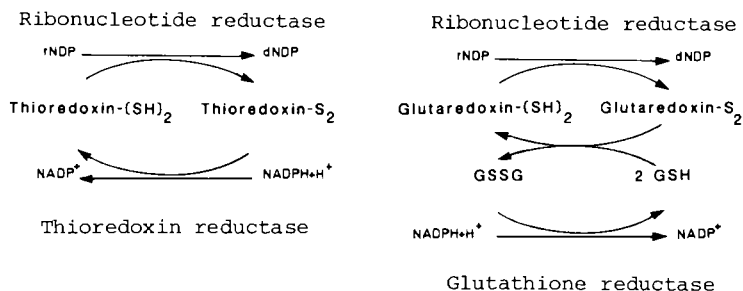 Ribonucleotide reductase
rNDP dNDP
Thioredoxin-(SH)2 Thioredoxin-S2
NADP+ NADPH+H+
Thioredoxin reductase
Ribonucleotide reductase
rNDP dNDP
Glutaredoxin-(SH)2 Glutaredoxin-S2
GSSG 2 GSH
NADPH+H+ NADP+
Glutathione reductase